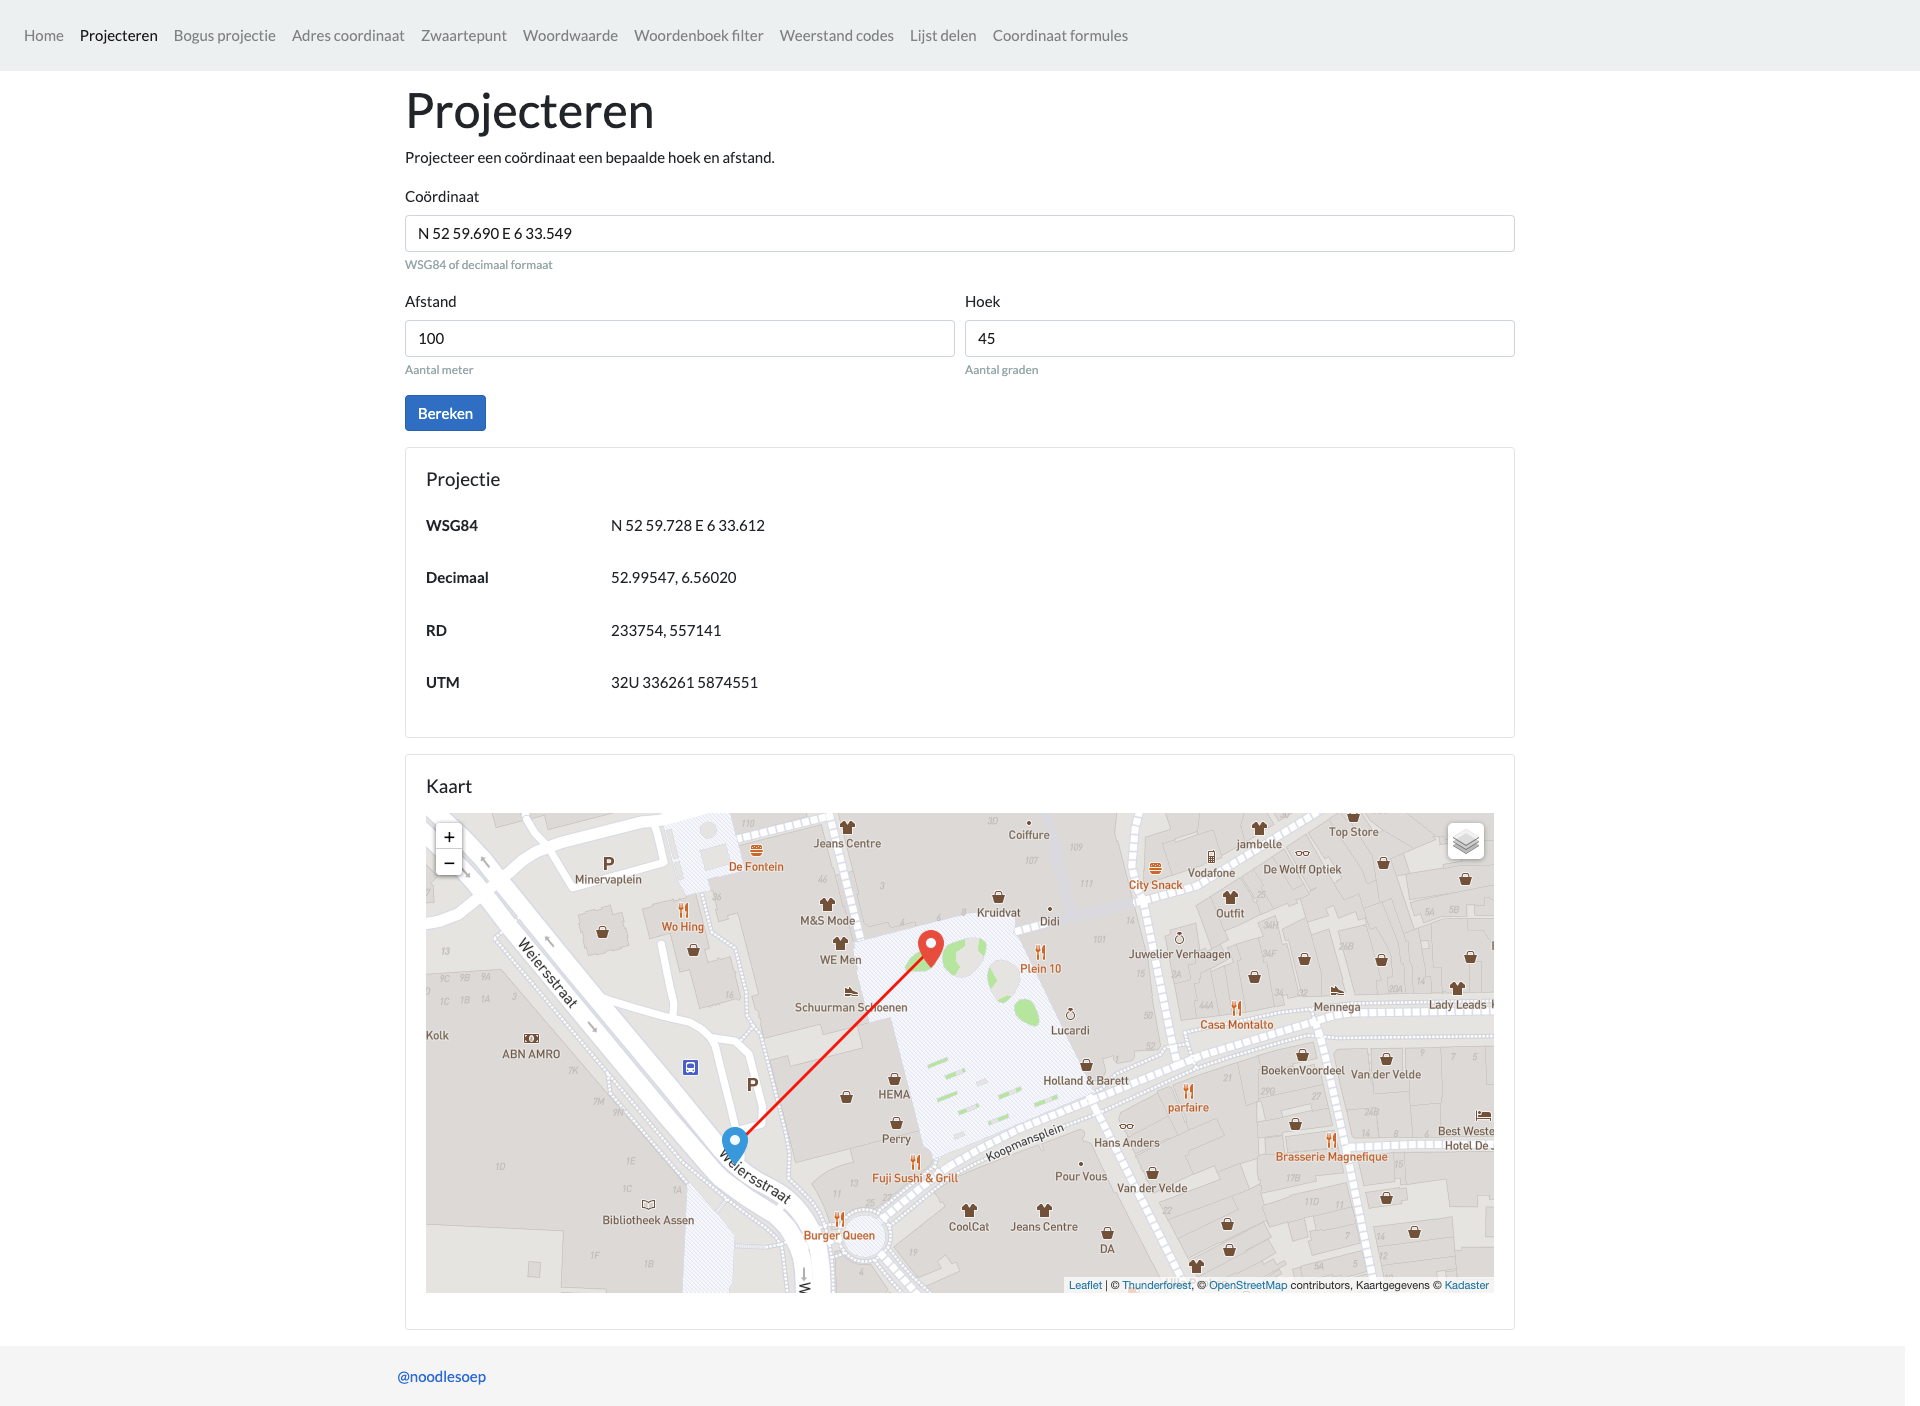 Home Projecteren Bogus projectie Adres coordinaat Zwaartepunt Woordwaarde Woordenboek filter Weerstand codes Lijst delen Coordinaat formules
Projecteren
Projecteer een coördinaat een bepaalde hoek en afstand.
Coördinaat
N 52 59.690 E 6 33.549
WSG84 of decimaal formaat
Afstand
Hoek
100
45
Aantal meter
Aantal graden
Bereken
Projectie
WSG84 N 52 59.728 E 6 33.612
Decimaal 52.99547, 6.56020
RD 233754, 557141
UTM 32U 336261 5874551
Kaart
+
−
Minervaplein
De Fontein
Jeans Centre
Coiffure
Vodafone
jambelle
Top Store
De Wolff Optiek
City Snack
Outfit
Wo Hing
M&S Mode
Kruidvat
Didi
WE Men
Plein 10
Juwelier Verhaagen
Weiersstraat
Schuurman Schoenen
Lucardi
Casa Montalto
Mennega
Lady Leads
Kolk
ABN AMRO
P
P
HEMA
Holland & Barett
BoekenVoordeel
Van der Velde
parfaire
Perry
Koopmansplein
Hans Anders
Best Weste
Hotel De J
Brasserie Magnefique
Weiersstraat
Fuji Sushi & Grill
Pour Vous
Van der Velde
Bibliotheek Assen
Burger Queen
CoolCat
Jeans Centre
DA
Leaflet | © Thunderforest, © OpenStreetMap contributors, Kaartgegevens © Kadaster
@noodlesoep